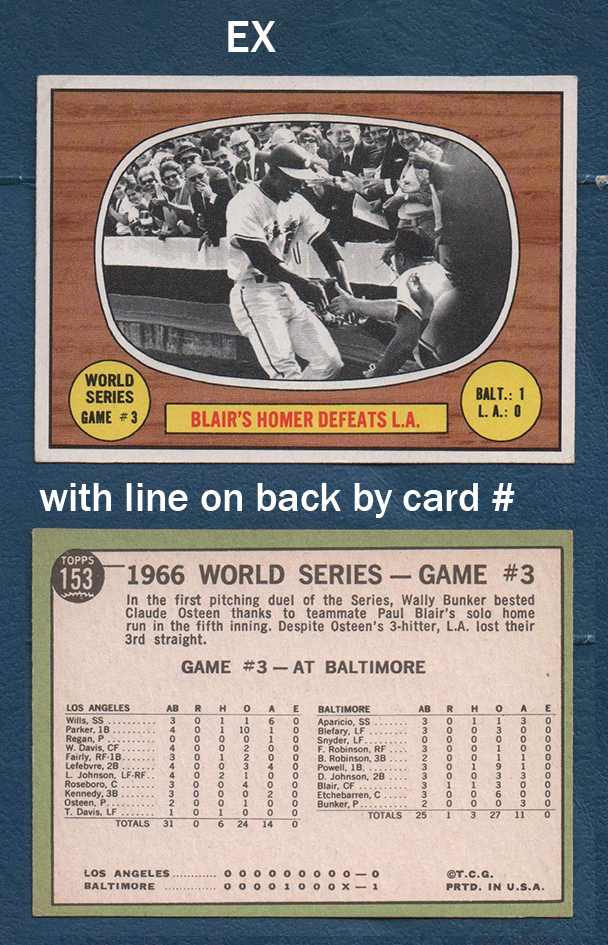 EX
WORLD
SERIES
GAME #3
BLAIR'S HOMER DEFEATS L.A.
BALT.: 1
L. A.: 0
with line on back by card #
TOPPS
153
1966 WORLD SERIES — GAME #3
In the first pitching duel of the Series, Wally Bunker bested
Claude Osteen thanks to teammate Paul Blair's solo home
run in the fifth inning. Despite Osteen's 3-hitter, L.A. lost their
3rd straight.
GAME #3 — AT BALTIMORE
LOS ANGELES AB R H O A E
Wills, SS ......... 3 0 1 1 6 0
Parker, 1B......... 4 0 1 10 1 0
Regan, P .......... 0 0 0 0 1 0
W. Davis, CF ...... 4 0 0 2 0 0
Fairly, RF-1B...... 3 0 1 2 0 0
Lefebvre, 2B ...... 4 0 0 3 4 0
L. Johnson, LF-RF.. 4 0 2 1 0 0
Roseboro, C ....... 3 0 0 4 0 0
Kennedy, 3B ....... 3 0 0 0 2 0
Osteen, P.......... 2 0 0 1 0 0
T. Davis, LF ...... 1 0 1 0 0 0
TOTALS 31 0 6 24 14 0
BALTIMORE AB R H O A E
Aparicio, SS ...... 3 0 1 1 3 0
Blefary, LF ....... 3 0 0 3 0 0
Snyder, LF......... 0 0 0 0 0 0
F. Robinson, RF ... 3 0 0 1 0 0
B. Robinson, 3B ... 2 0 0 1 1 0
Powell, 1B, ....... 3 0 1 9 1 0
D. Johnson, 2B .... 3 0 0 3 3 0
Blair, CF ......... 3 1 1 3 0 0
Etchebarren, C .... 3 0 0 6 0 0
Bunker, P.......... 2 0 0 0 3 0
TOTALS 25 1 3 27 11 0
LOS ANGELES ............ 0 0 0 0 0 0 0 0 0 — 0
BALTIMORE .............. 0 0 0 0 1 0 0 0 X — 1
©T.C.G.
PRTD. IN U.S.A.